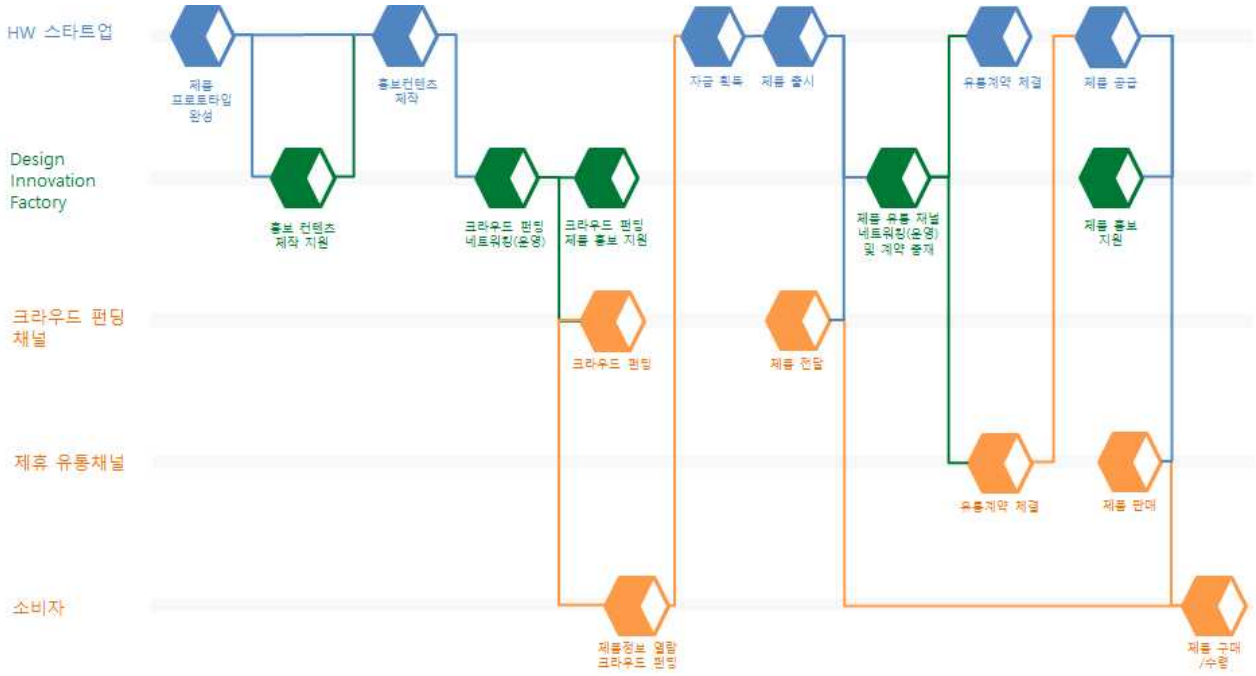 HW 스타트업
제품
프로토타입
완성
홍보컨텐츠
제작
자금 획득
제품 출시
유통계약 체결
제품 공급
Design
Innovation
Factory
홍보 컨텐츠
제작 지원
크라우드 펀딩
네트워킹(운영)
크라우드 펀딩
제품 홍보 지원
제품 유통 채널
네트워킹(운영)
및 계약 중재
제품 홍보
지원
크라우드 펀딩
채널
크라우드 펀딩
제품 전달
제휴 유통채널
유통계약 체결
제품 판매
소비자
제품정보 열람
크라우드 펀딩
제품 구매
/수령